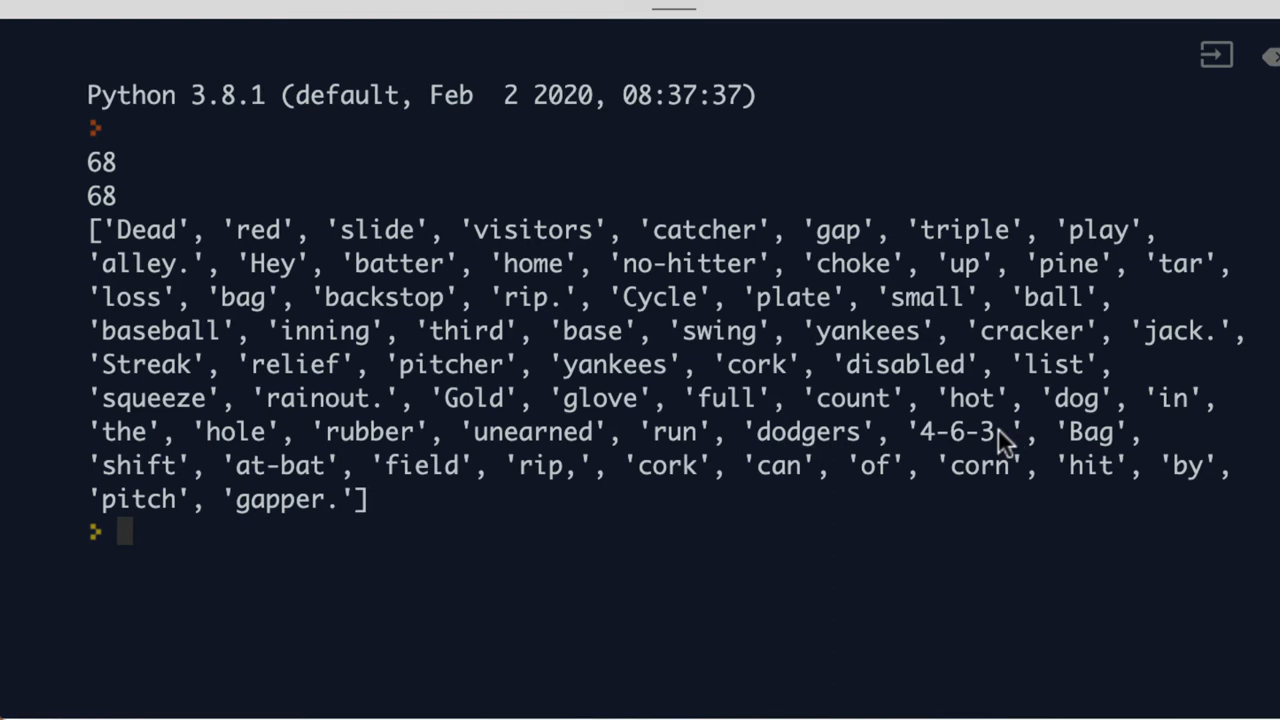 Python 3.8.1 (default, Feb  2 2020, 08:37:37)
>
68
68
['Dead', 'red', 'slide', 'visitors', 'catcher', 'gap', 'triple', 'play',
'alley.', 'Hey', 'batter', 'home', 'no-hitter', 'choke', 'up', 'pine', 'tar',
'loss', 'bag', 'backstop', 'rip.', 'Cycle', 'plate', 'small', 'ball',
'baseball', 'inning', 'third', 'base', 'swing', 'yankees', 'cracker', 'jack.',
'Streak', 'relief', 'pitcher', 'yankees', 'cork', 'disabled', 'list',
'squeeze', 'rainout.', 'Gold', 'glove', 'full', 'count', 'hot', 'dog', 'in',
'the', 'hole', 'rubber', 'unearned', 'run', 'dodgers', '4-6-3.', 'Bag',
'shift', 'at-bat', 'field', 'rip,', 'cork', 'can', 'of', 'corn', 'hit', 'by',
'pitch', 'gapper.']
>